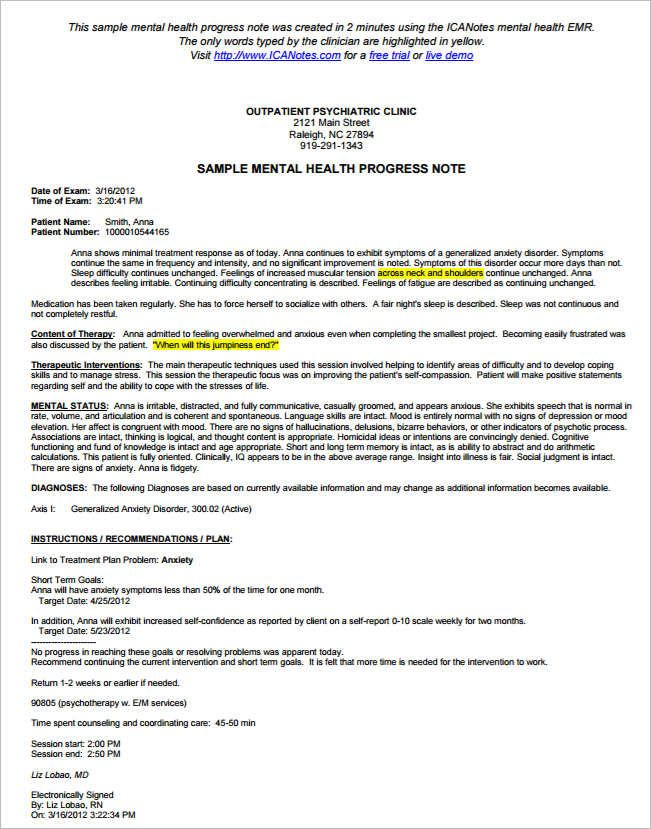 This sample mental health progress note was created in 2 minutes using the ICANotes mental health EMR.
The only words typed by the clinician are highlighted in yellow.
Visit http://www.ICANotes.com for a free trial or live demo
OUTPATIENT PSYCHIATRIC CLINIC
2121 Main Street
Raleigh, NC 27894
919-291-1343
SAMPLE MENTAL HEALTH PROGRESS NOTE
Date of Exam: 3/16/2012
Time of Exam: 3:20:41 PM
Patient Name: Smith, Anna
Patient Number: 1000010544165
Anna shows minimal treatment response as of today. Anna continues to exhibit symptoms of a generalized anxiety disorder. Symptoms
continue the same in frequency and intensity, and no significant improvement is noted. Symptoms of this disorder occur more days than not.
Sleep difficulty continues unchanged. Feelings of increased muscular tension across neck and shoulders continue unchanged. Anna
describes feeling irritable. Continuing difficulty concentrating is described. Feelings of fatigue are described as continuing unchanged.
Medication has been taken regularly. She has to force herself to socialize with others. A fair night's sleep is described. Sleep was not continuous and
not completely restful.
Content of Therapy: Anna admitted to feeling overwhelmed and anxious even when completing the smallest project. Becoming easily frustrated was
also discussed by the patient. "When will this jumpiness end?"
Therapeutic Interventions: The main therapeutic techniques used this session involved helping to identify areas of difficulty and to develop coping
skills and to manage stress. This session the therapeutic focus was on improving the patient's self-compassion. Patient will make positive statements
regarding self and the ability to cope with the stresses of life.
MENTAL STATUS: Anna is irritable, distracted, and fully communicative, casually groomed, and appears anxious. She exhibits speech that is normal in
rate, volume, and articulation and is coherent and spontaneous. Language skills are intact. Mood is entirely normal with no signs of depression or mood
elevation. Her affect is congruent with mood. There are no signs of hallucinations, delusions, bizarre behaviors, or other indicators of psychotic process.
Associations are intact, thinking is logical, and thought content is appropriate. Homicidal ideas or intentions are convincingly denied. Cognitive
functioning and fund of knowledge is intact and age appropriate. Short and long term memory is intact, as is ability to abstract and do arithmetic
calculations. This patient is fully oriented. Clinically, IQ appears to be in the above average range. Insight into illness is fair. Social judgment is intact.
There are signs of anxiety. Anna is fidgety.
DIAGNOSES: The following Diagnoses are based on currently available information and may change as additional information becomes available.
Axis I: Generalized Anxiety Disorder, 300.02 (Active)
INSTRUCTIONS / RECOMMENDATIONS / PLAN:
Link to Treatment Plan Problem: Anxiety
Short Term Goals:
Anna will have anxiety symptoms less than 50% of the time for one month.
Target Date: 4/25/2012
In addition, Anna will exhibit increased self-confidence as reported by client on a self-report 0-10 scale weekly for two months.
Target Date: 5/23/2012
-----------------------
No progress in reaching these goals or resolving problems was apparent today.
Recommend continuing the current intervention and short term goals. It is felt that more time is needed for the intervention to work.
Return 1-2 weeks or earlier if needed.
90805 (psychotherapy w. E/M services)
Time spent counseling and coordinating care: 45-50 min
Session start: 2:00 PM
Session end: 2:50 PM
Liz Lobao, MD
Electronically Signed
By: Liz Lobao, RN
On: 3/16/2012 3:22:34 PM